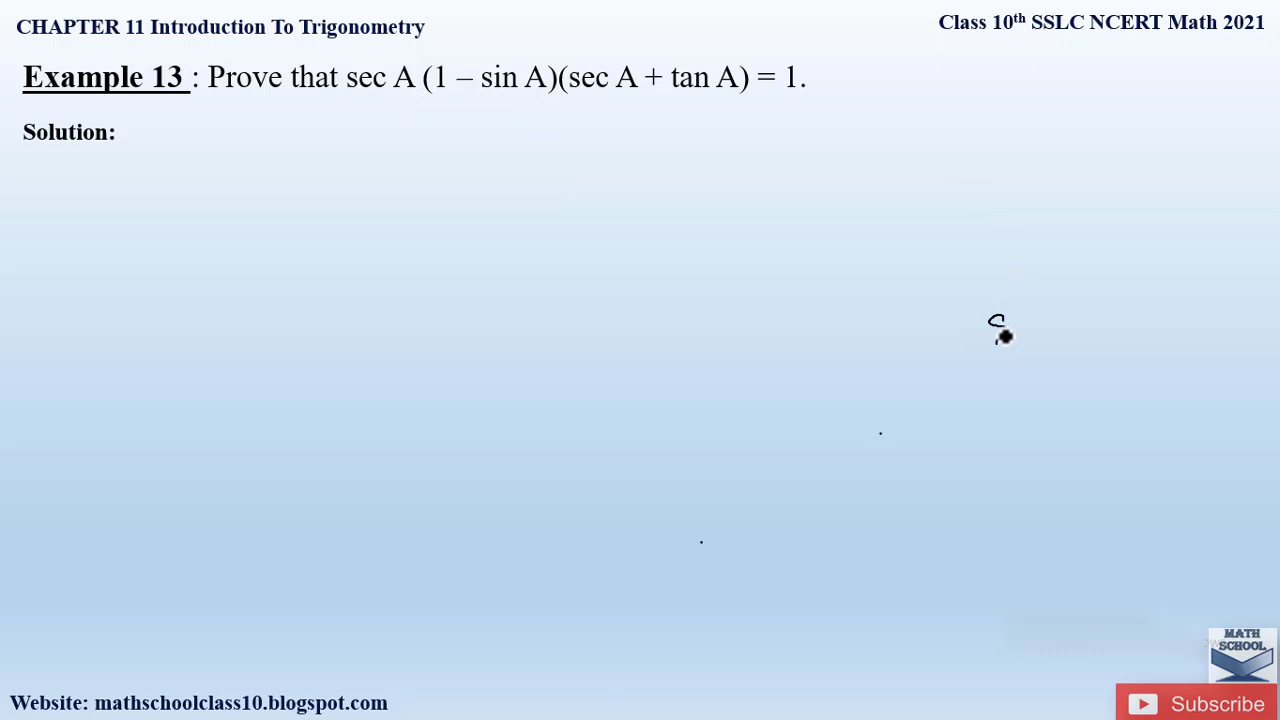 CHAPTER 11 Introduction To Trigonometry
Class 10th SSLC NCERT Math 2021
Example 13 : Prove that sec A (1 – sin A)(sec A + tan A) = 1.
Solution:
MATH
SCHOOL
Website: mathschoolclass10.blogspot.com
Subscribe